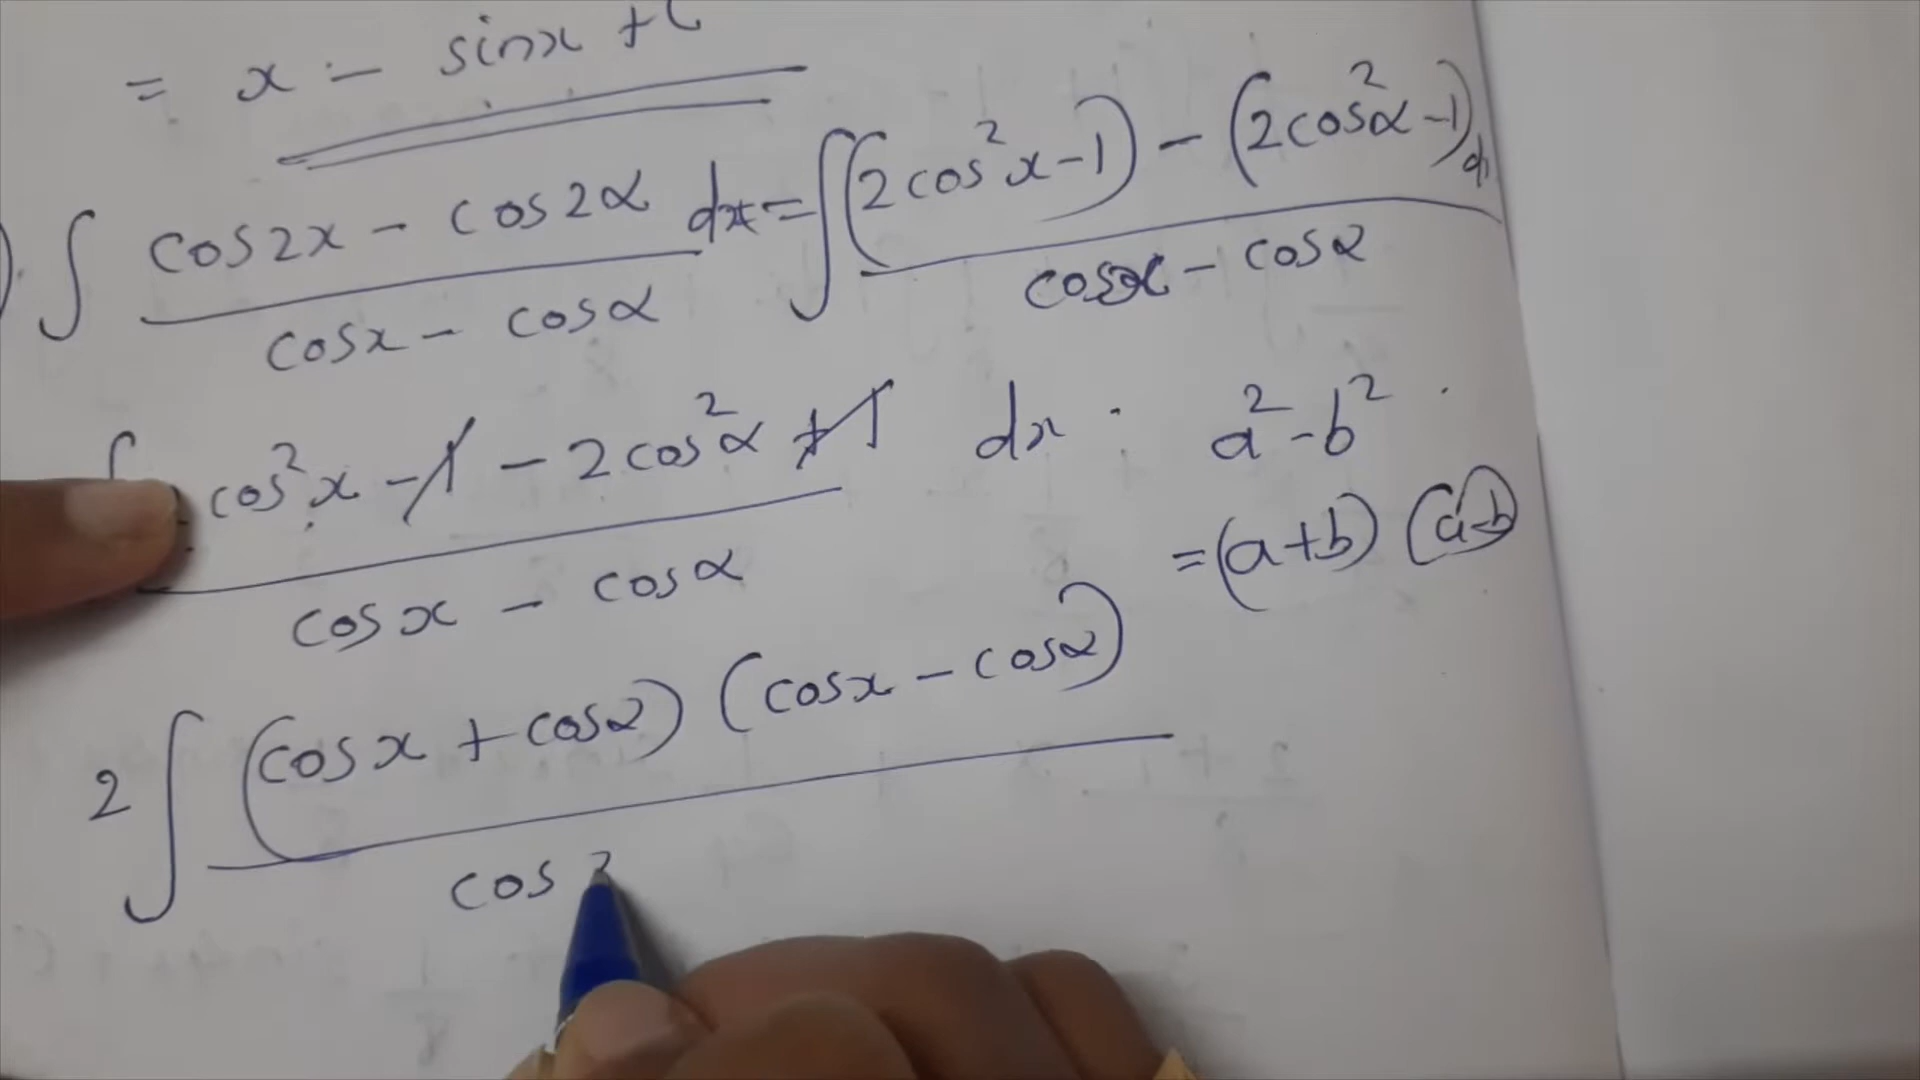 = x - sinx + C
) ∫ (cos2x - cos2α)/(cosx - cosα) dx = ∫ ((2cos²x-1) - (2cos²α-1))/(cosx - cosα) dx
∫ (cos²x - 1 - 2cos²α + 1)/(cosx - cosα) dx
a² - b²
= (a+b) (a-b)
2 ∫ (cosx + cosα) (cosx - cosα)
cos